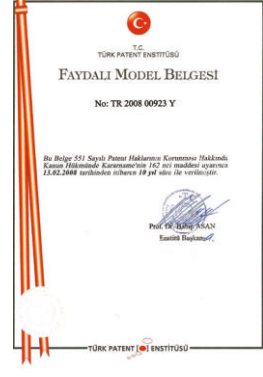 T.C.
TÜRK PATENT ENSTİTÜSÜ
FAYDALI MODEL BELGESİ
No: TR 2008 00923 Y
Bu Belge 551 Sayılı Patent Haklarının Korunması Hakkında
Kanun Hükmünde Kararname'nin 162 nci maddesi uyarınca
13.02.2008 tarihinden itibaren 10 yıl süre ile verilmiştir.
Prof. Dr. Habip ASAN
Enstitü Başkanı
TÜRK PATENT ENSTİTÜSÜ